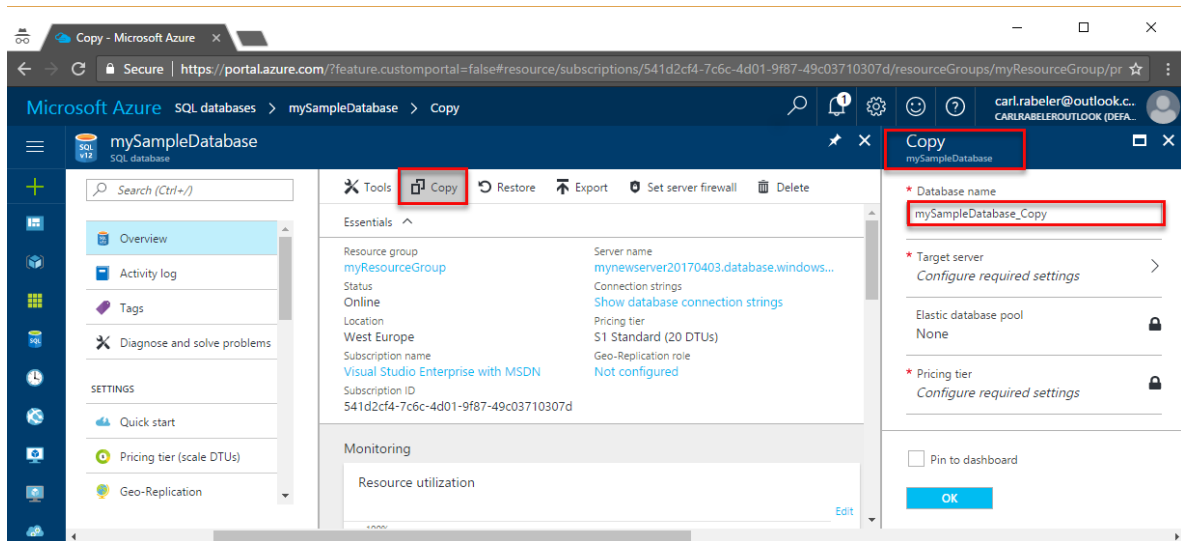 Copy - Microsoft Azure
Secure | https://portal.azure.com/?feature.customportal=false#resource/subscriptions/541d2cf4-7c6c-4d01-9f87-49c03710307d/resourceGroups/myResourceGroup/pr
Microsoft Azure SQL databases > mySampleDatabase > Copy
1
carl.rabeler@outlook.c...
CARLRABELEROUTLOOK (DEFA...
SQL v12
mySampleDatabase
SQL database
Search (Ctrl+/)
Overview
Activity log
Tags
Diagnose and solve problems
SETTINGS
Quick start
Pricing tier (scale DTUs)
Geo-Replication
Tools
Copy
Restore
Export
Set server firewall
Delete
Essentials
Resource group
myResourceGroup
Status
Online
Location
West Europe
Subscription name
Visual Studio Enterprise with MSDN
Subscription ID
541d2cf4-7c6c-4d01-9f87-49c03710307d
Server name
mynewserver20170403.database.windows...
Connection strings
Show database connection strings
Pricing tier
S1 Standard (20 DTUs)
Geo-Replication role
Not configured
Monitoring
Resource utilization
Edit
100%
Copy
mySampleDatabase
* Database name
mySampleDatabase_Copy
* Target server
Configure required settings
Elastic database pool
None
* Pricing tier
Configure required settings
Pin to dashboard
OK